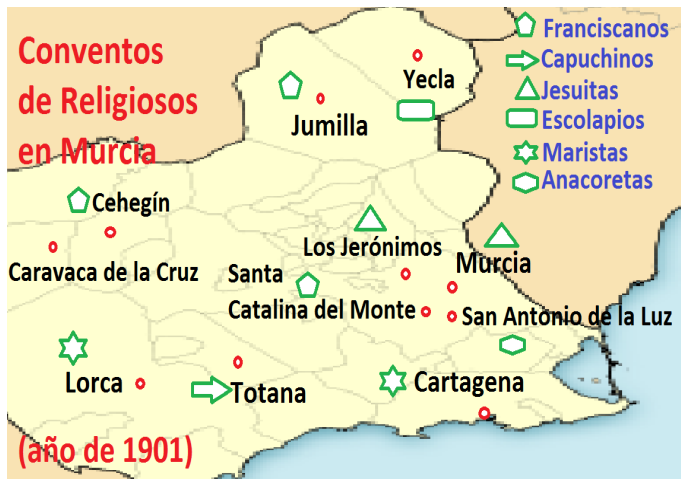 Conventos
de Religiosos
en Murcia
Franciscanos
Capuchinos
Jesuitas
Escolapios
Maristas
Anacoretas
Yecla
Jumilla
Cehegín
Caravaca de la Cruz
Los Jerónimos
Murcia
Santa
Catalina del Monte
San Antonio de la Luz
Lorca
Totana
Cartagena
(año de 1901)